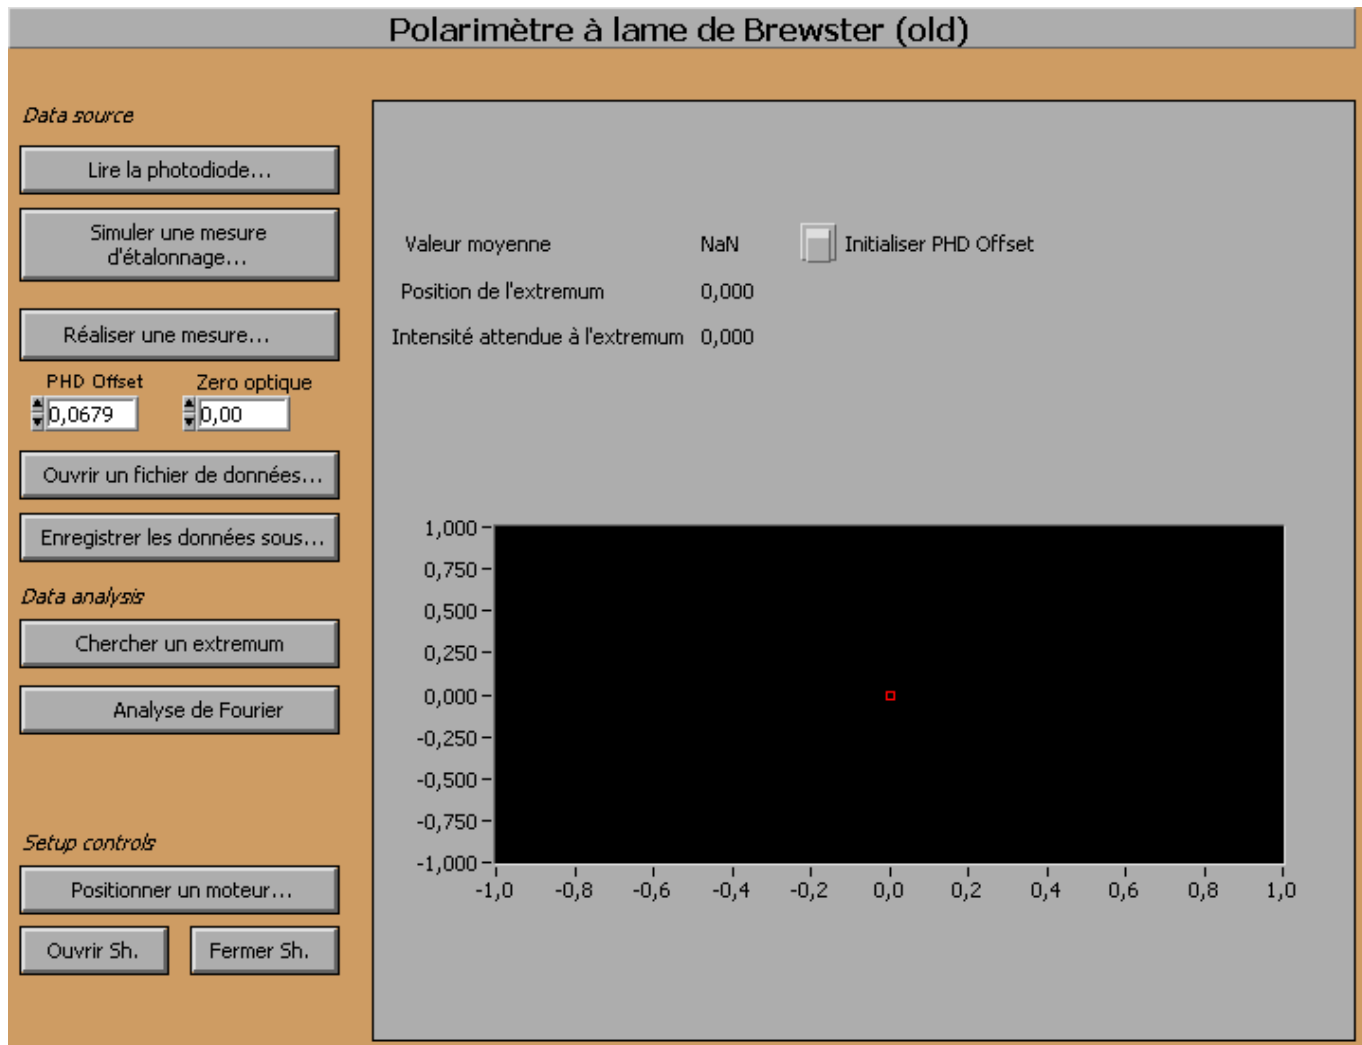 Polarimètre à lame de Brewster (old)
Data source
Lire la photodiode...
Simuler une mesure
d'étalonnage...
Réaliser une mesure...
PHD Offset Zero optique
0,0679 0,00
Ouvrir un fichier de données...
Enregistrer les données sous...
Data analysis
Chercher un extremum
Analyse de Fourier
Setup controls
Positionner un moteur...
Ouvrir Sh. Fermer Sh.
Valeur moyenne NaN Initialiser PHD Offset
Position de l'extremum 0,000
Intensité attendue à l'extremum 0,000
1,000
0,750
0,500
0,250
0,000
-0,250
-0,500
-0,750
-1,000
-1,0 -0,8 -0,6 -0,4 -0,2 0,0 0,2 0,4 0,6 0,8 1,0